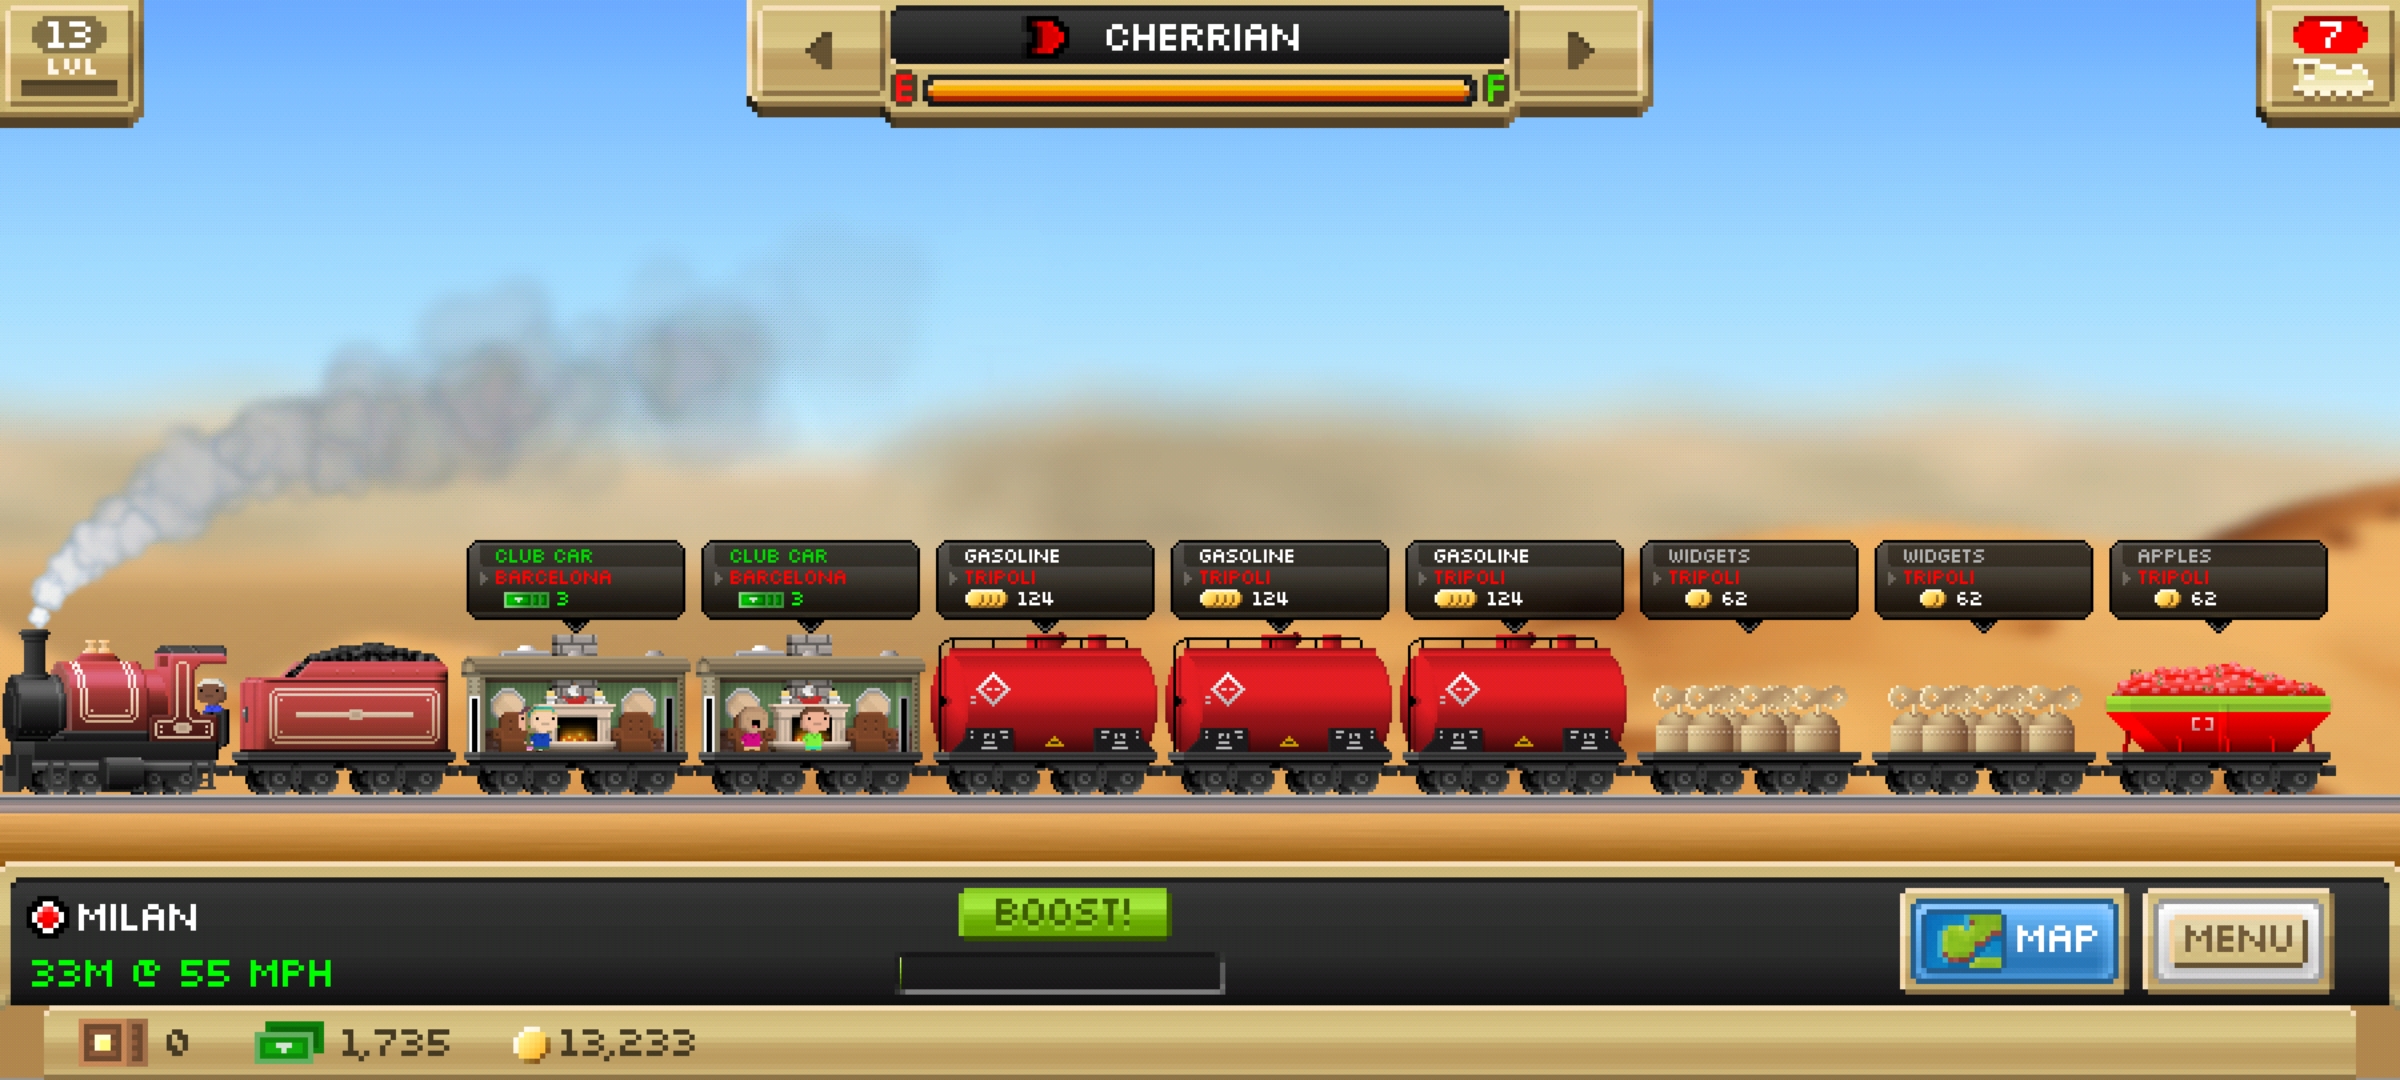 13
LVL
CHERRIAN
E F
7
CLUB CAR
BARCELONA
3
CLUB CAR
BARCELONA
3
GASOLINE
TRIPOLI
124
GASOLINE
TRIPOLI
124
GASOLINE
TRIPOLI
124
WIDGETS
TRIPOLI
62
WIDGETS
TRIPOLI
62
APPLES
TRIPOLI
62
MILAN
33M @ 55 MPH
BOOST!
MAP
MENU
0
1,735
13,233